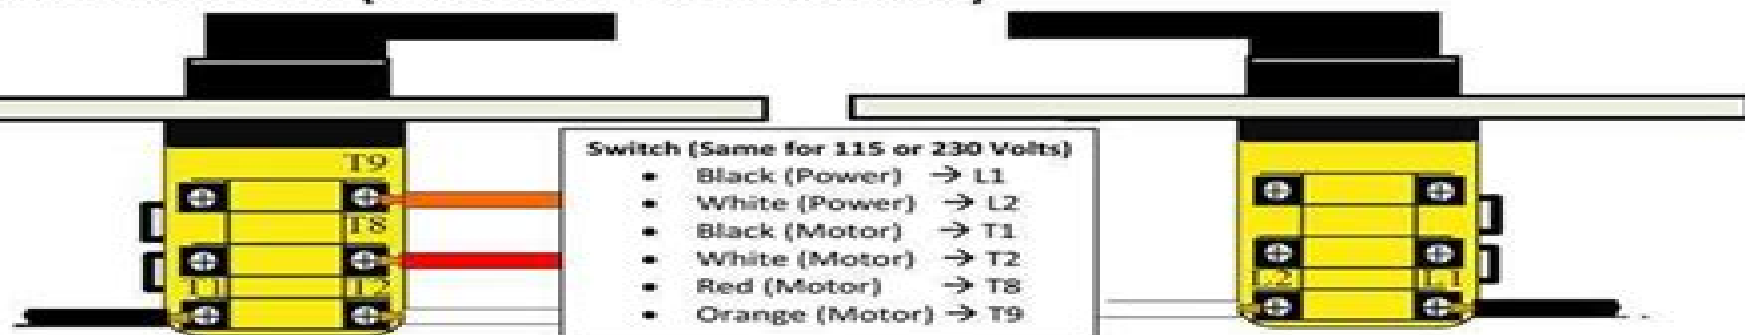 T9
T8
T1 T2
Switch (Same for 115 or 230 Volts)
• Black (Power) → L1
• White (Power) → L2
• Black (Motor) → T1
• White (Motor) → T2
• Red (Motor) → T8
• Orange (Motor) → T9
L2 L1